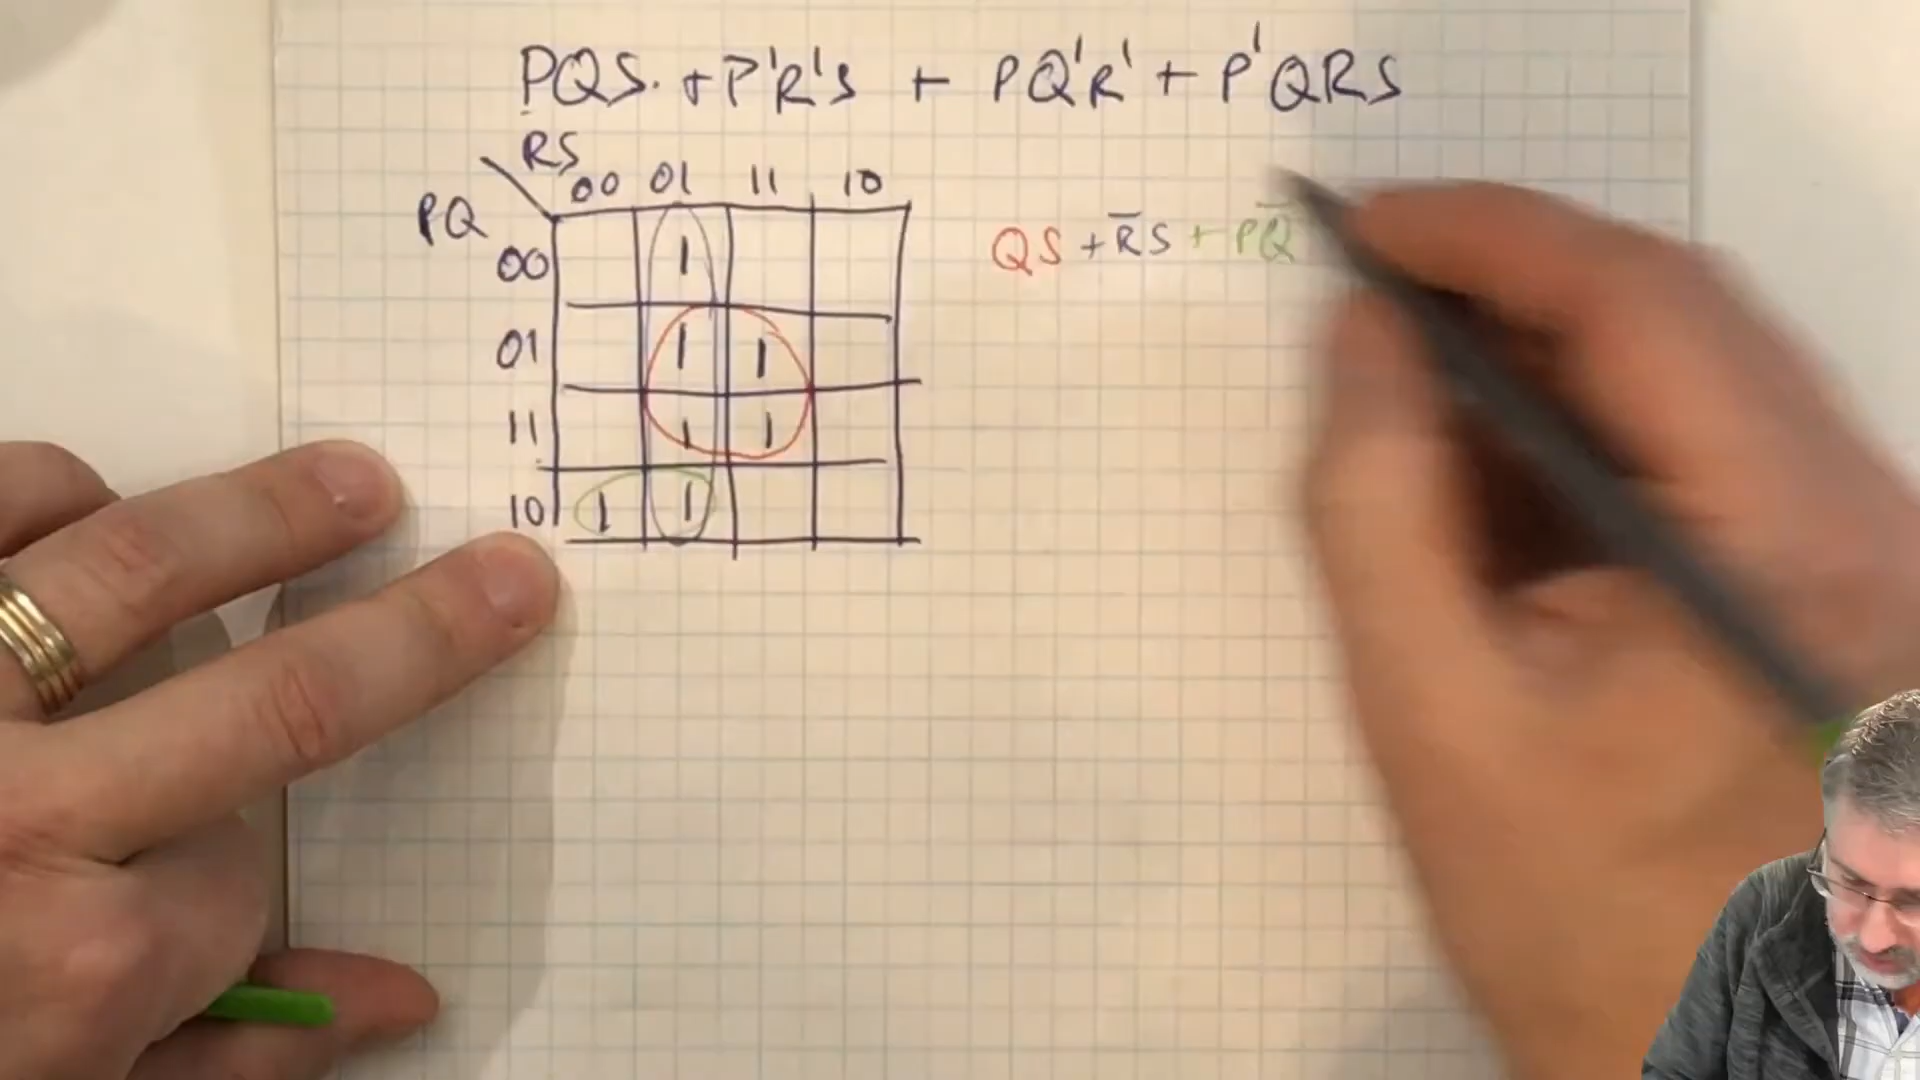 PQS. + P'R'S + PQ'R' + P'QRS
RS
00 01 11 10
PQ
QS + R̅S + PQ̅
00 1
01 1 1
11 1 1
10 1 1